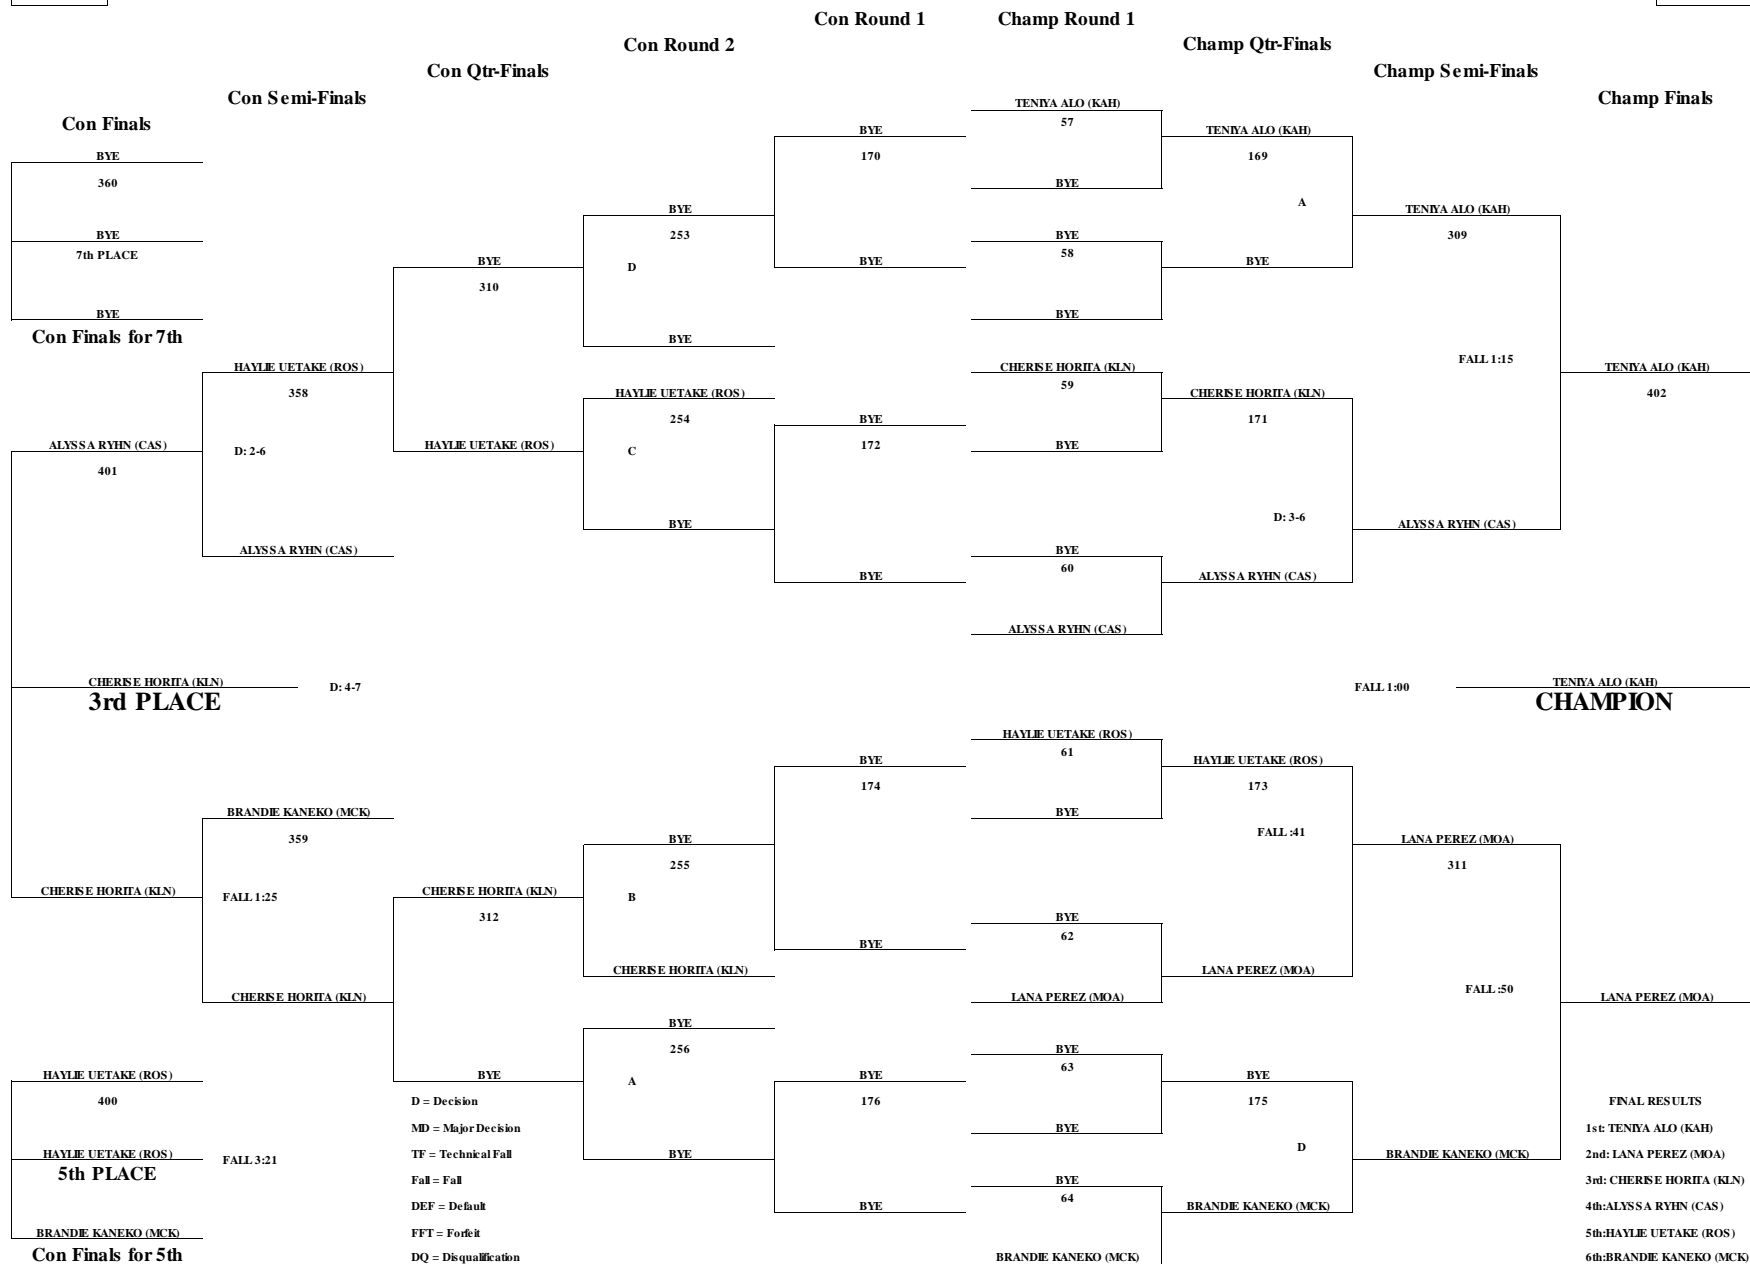 Con Round 1
Champ Round 1
Con Round 2
Champ Qtr-Finals
Con Qtr-Finals
Champ Semi-Finals
Con Semi-Finals
Champ Finals
Con Finals
TENIYA ALO (KAH)
57
BYE
TENIYA ALO (KAH)
BYE
170
169
360
BYE
A
BYE
TENIYA ALO (KAH)
BYE
BYE
253
309
7th PLACE
58
BYE
D
BYE
BYE
310
BYE
BYE
Con Finals for 7th
BYE
FALL 1:15
HAYLIE UETAKE (ROS)
CHERISE HORITA (KLN)
TENIYA ALO (KAH)
358
HAYLIE UETAKE (ROS)
59
CHERISE HORITA (KLN)
402
254
BYE
171
ALYSSA RYHN (CAS)
D: 2-6
HAYLIE UETAKE (ROS)
C
172
BYE
401
D: 3-6
BYE
ALYSSA RYHN (CAS)
ALYSSA RYHN (CAS)
BYE
60
BYE
ALYSSA RYHN (CAS)
ALYSSA RYHN (CAS)
CHERISE HORITA (KLN)
D: 4-7
FALL 1:00
TENIYA ALO (KAH)
3rd PLACE
CHAMPION
HAYLIE UETAKE (ROS)
61
BYE
HAYLIE UETAKE (ROS)
174
173
BRANDIE KANEKO (MCK)
BYE
FALL :41
359
BYE
LANA PEREZ (MOA)
255
311
CHERISE HORITA (KLN)
FALL 1:25
CHERISE HORITA (KLN)
B
312
BYE
62
BYE
CHERISE HORITA (KLN)
LANA PEREZ (MOA)
FALL :50
CHERISE HORITA (KLN)
LANA PEREZ (MOA)
LANA PEREZ (MOA)
BYE
256
BYE
63
HAYLIE UETAKE (ROS)
BYE
A
BYE
BYE
400
D = Decision
176
175
FINAL RESULTS
MD = Major Decision
BYE
1st: TENIYA ALO (KAH)
D
HAYLIE UETAKE (ROS)
FALL 3:21
TF = Technical Fall
BYE
BRANDIE KANEKO (MCK)
2nd: LANA PEREZ (MOA)
5th PLACE
Fall = Fall
BYE
3rd: CHERISE HORITA (KLN)
64
DEF = Default
BYE
BRANDIE KANEKO (MCK)
4th:ALYSSA RYHN (CAS)
BRANDIE KANEKO (MCK)
FFT = Forfeit
5th:HAYLIE UETAKE (ROS)
Con Finals for 5th
DQ = Disqualification
BRANDIE KANEKO (MCK)
6th:BRANDIE KANEKO (MCK)